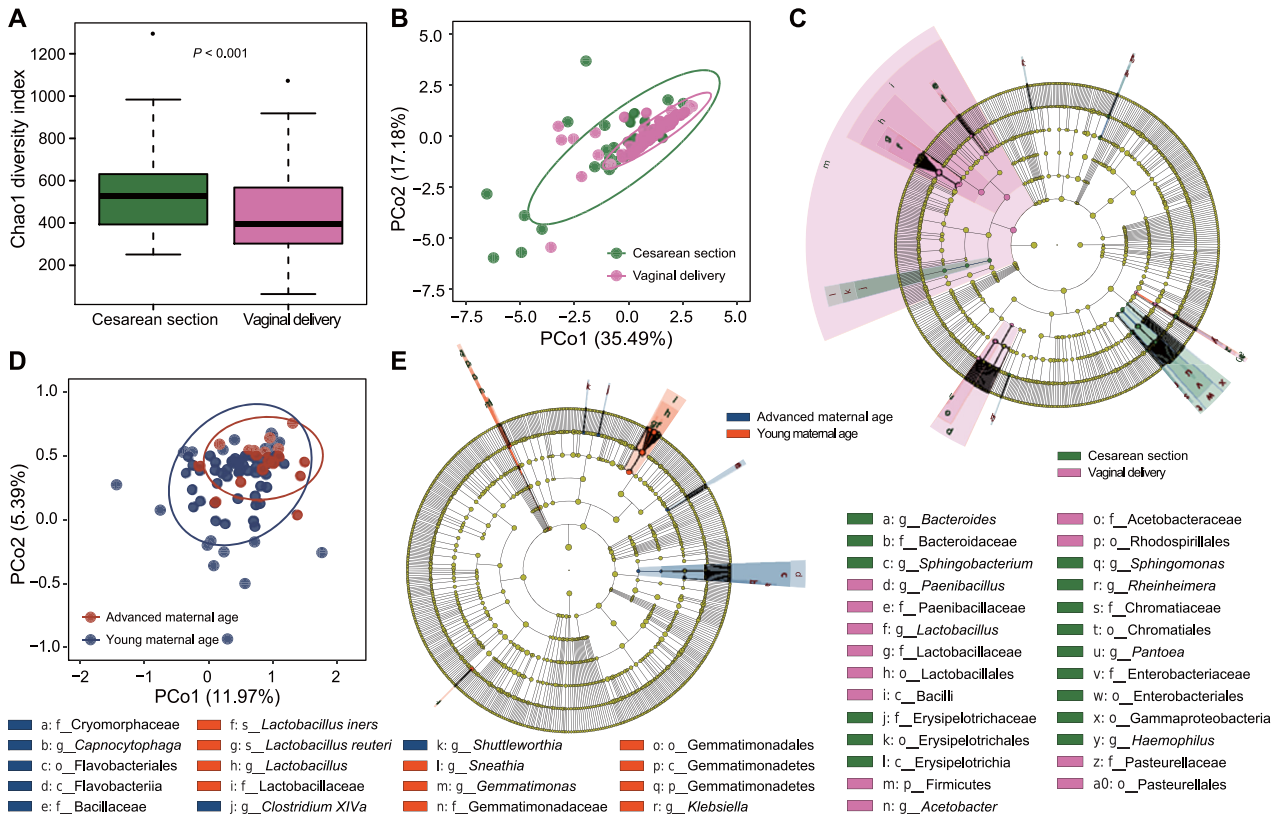 A
Chao1 diversity index
1200
1000
800
600
400
200
P < 0.001
Cesarean section
Vaginal delivery
B
PCo2 (17.18%)
5.0
2.5
0.0
−2.5
−5.0
−7.5
Cesarean section
Vaginal delivery
−7.5
−5.0
−2.5
0.0
2.5
5.0
PCo1 (35.49%)
C
m
h
k
Cesarean section
Vaginal delivery
a: g__Bacteroides
b: f__Bacteroidaceae
c: g__Sphingobacterium
d: g__Paenibacillus
e: f__Paenibacillaceae
f: g__Lactobacillus
g: f__Lactobacillaceae
h: o__Lactobacillales
i: c__Bacilli
j: f__Erysipelotrichaceae
k: o__Erysipelotrichales
l: c__Erysipelotrichia
m: p__Firmicutes
n: g__Acetobacter
o: f__Acetobacteraceae
p: o__Rhodospirillales
q: g__Sphingomonas
r: g__Rheinheimera
s: f__Chromatiaceae
t: o__Chromatiales
u: g__Pantoea
v: f__Enterobacteriaceae
w: o__Enterobacteriales
x: o__Gammaproteobacteria
y: g__Haemophilus
z: f__Pasteurellaceae
a0: o__Pasteurellales
D
PCo2 (5.39%)
1.0
0.5
0.0
−0.5
−1.0
Advanced maternal age
Young maternal age
−2
−1
0
1
2
PCo1 (11.97%)
E
Advanced maternal age
Young maternal age
a: f__Cryomorphaceae
b: g__Capnocytophaga
c: o__Flavobacteriales
d: c__Flavobacteriia
e: f__Bacillaceae
f: s__Lactobacillus iners
g: s__Lactobacillus reuteri
h: g__Lactobacillus
i: f__Lactobacillaceae
j: g__Clostridium XIVa
k: g__Shuttleworthia
l: g__Sneathia
m: g__Gemmatimonas
n: f__Gemmatimonadaceae
o: o__Gemmatimonadales
p: c__Gemmatimonadetes
q: p__Gemmatimonadetes
r: g__Klebsiella